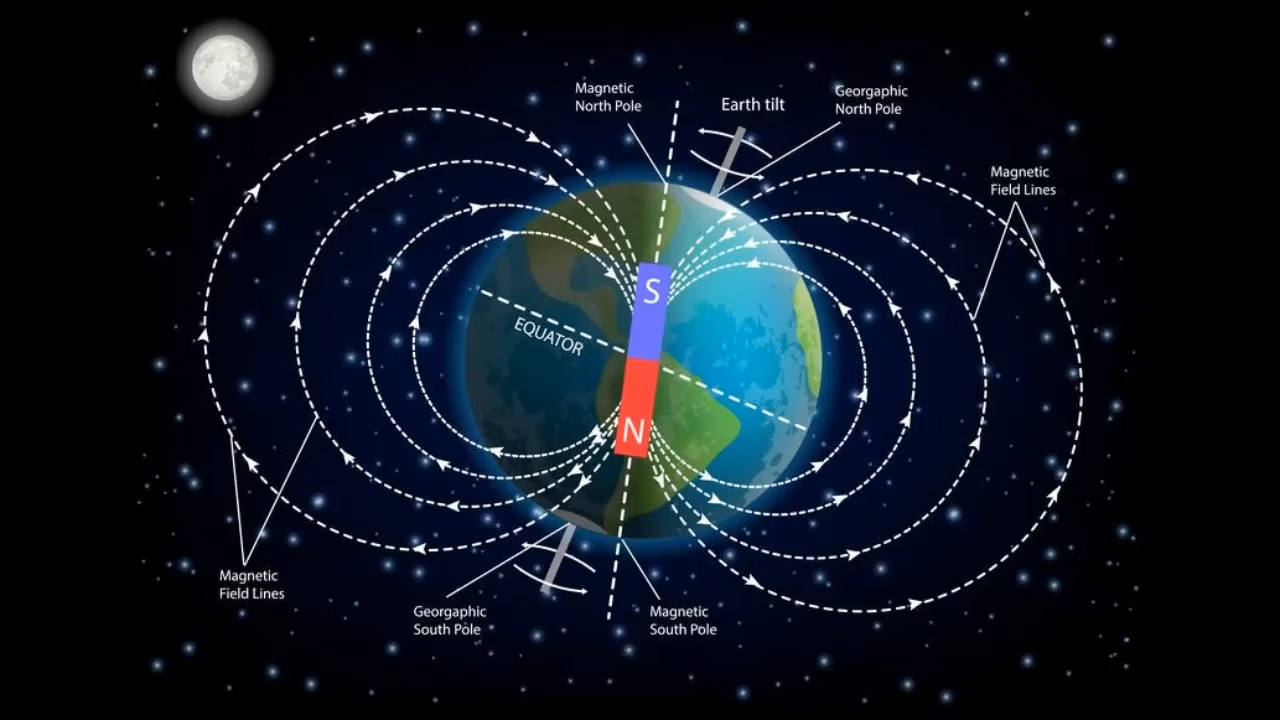 Magnetic
North Pole
Earth tilt
Georgaphic
North Pole
Magnetic
Field Lines
S
EQUATOR
N
Magnetic
Field Lines
Georgaphic
South Pole
Magnetic
South Pole